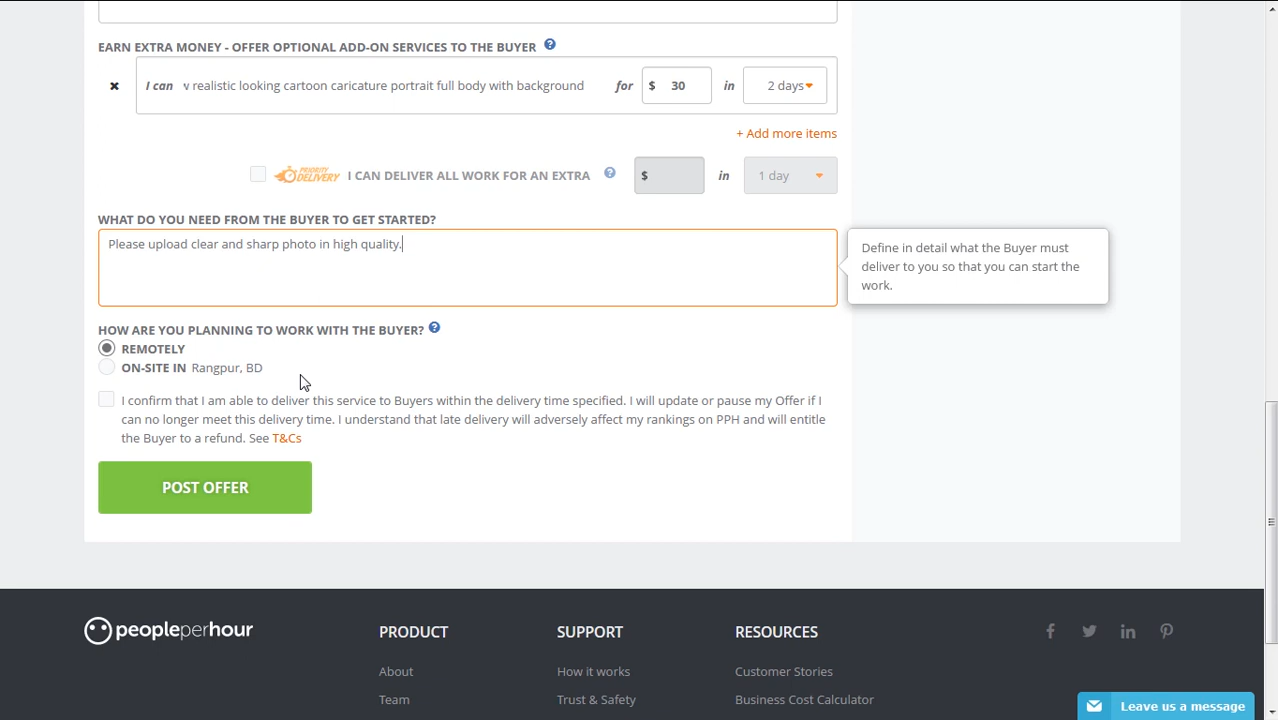 EARN EXTRA MONEY - OFFER OPTIONAL ADD-ON SERVICES TO THE BUYER ?
✖ I can v realistic looking cartoon caricature portrait full body with background for $ 30 in 2 days
+ Add more items
PRIORITY DELIVERY I CAN DELIVER ALL WORK FOR AN EXTRA ? $ in 1 day
WHAT DO YOU NEED FROM THE BUYER TO GET STARTED?
Please upload clear and sharp photo in high quality.
Define in detail what the Buyer must
deliver to you so that you can start the
work.
HOW ARE YOU PLANNING TO WORK WITH THE BUYER? ?
REMOTELY
ON-SITE IN Rangpur, BD
I confirm that I am able to deliver this service to Buyers within the delivery time specified. I will update or pause my Offer if I
can no longer meet this delivery time. I understand that late delivery will adversely affect my rankings on PPH and will entitle
the Buyer to a refund. See T&Cs
POST OFFER
peopleperhour PRODUCT SUPPORT RESOURCES
About How it works Customer Stories
Team Trust & Safety Business Cost Calculator
Leave us a message